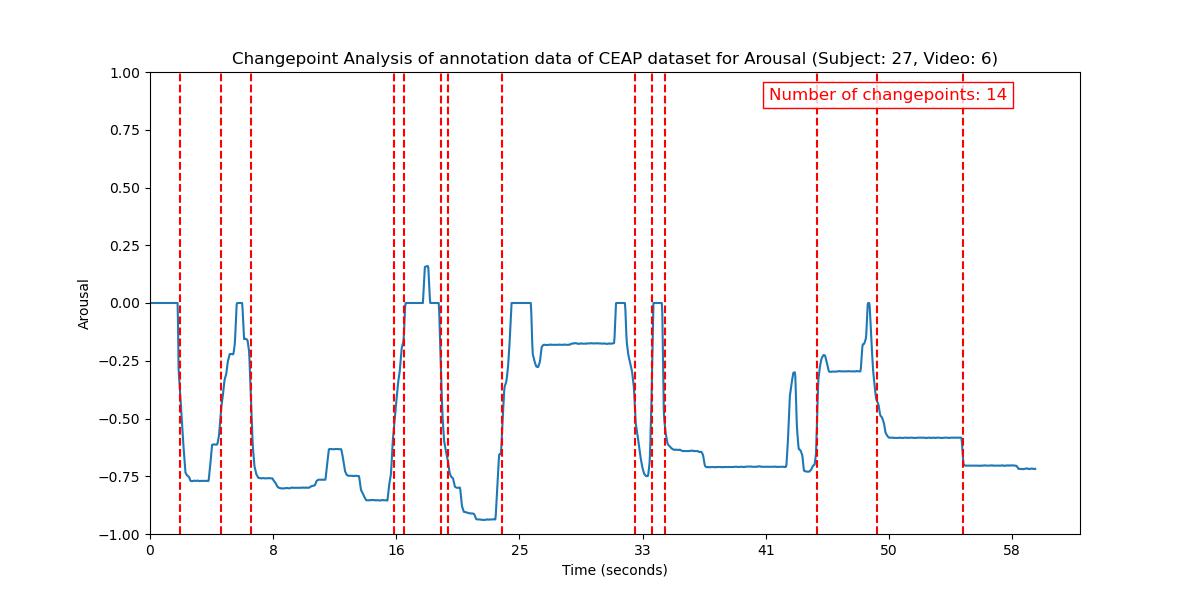 Changepoint Analysis of annotation data of CEAP dataset for Arousal (Subject: 27, Video: 6)
Number of changepoints: 14
1.00
0.75
0.50
0.25
0.00
−0.25
−0.50
−0.75
−1.00
Arousal
0 8 16 25 33 41 50 58
Time (seconds)